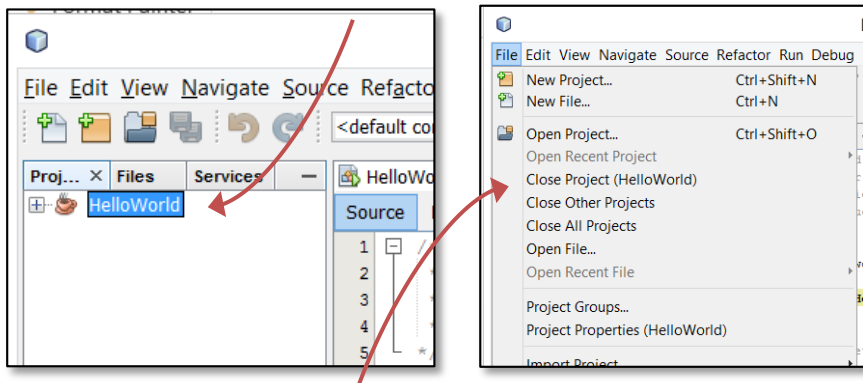 File Edit View Navigate Source Refacto
<default co
Proj... × Files Services —
HelloWo
HelloWorld
Source
1 /
2 *
3 *
4 *
5 */
File Edit View Navigate Source Refactor Run Debug
New Project... Ctrl+Shift+N
New File... Ctrl+N
Open Project... Ctrl+Shift+O
Open Recent Project
Close Project (HelloWorld)
Close Other Projects
Close All Projects
Open File...
Open Recent File
Project Groups...
Project Properties (HelloWorld)
Import Project